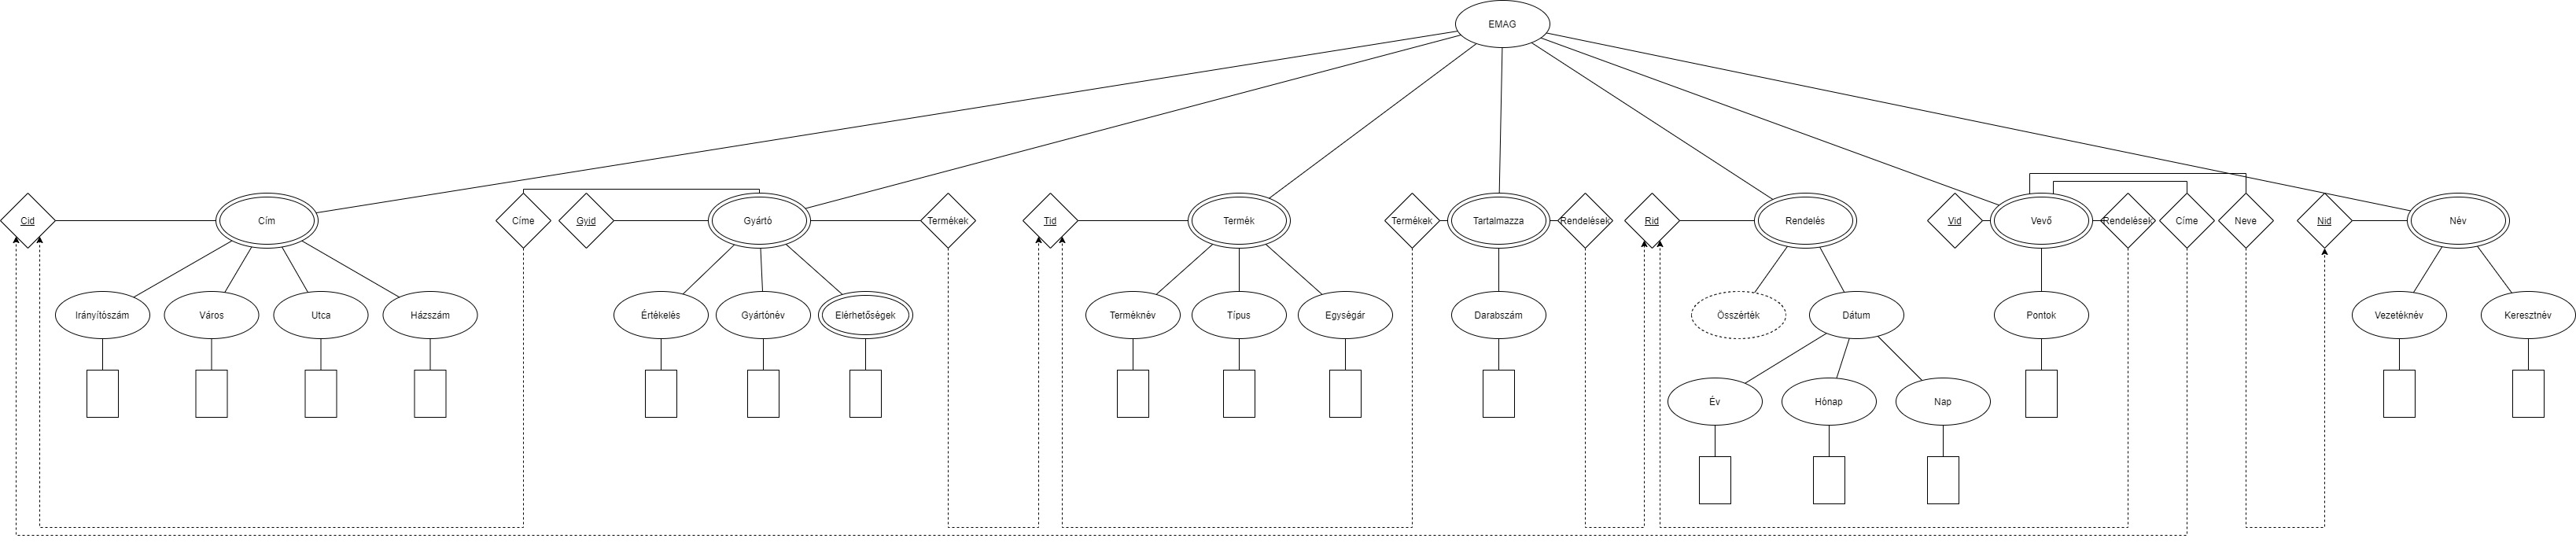 EMAG
Cid
Cím
Címe
Gyid
Gyártó
Termékek
Tid
Termék
Termékek
Tartalmazza
Rendelések
Rid
Rendelés
Vid
Vevő
Rendelések
Címe
Neve
Nid
Név
Irányítószám
Város
Utca
Házszám
Értékelés
Gyártónév
Elérhetőségek
Terméknév
Típus
Egységár
Darabszám
Összérték
Dátum
Pontok
Vezetéknév
Keresztnév
Év
Hónap
Nap